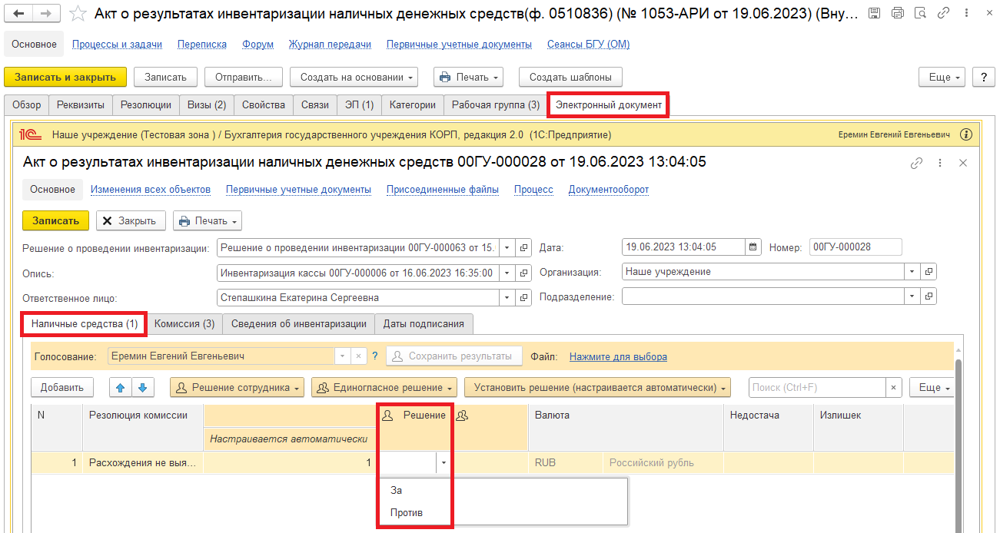 Акт о результатах инвентаризации наличных денежных средств(ф. 0510836) (№ 1053-АРИ от 19.06.2023) (Вну...
Основное Процессы и задачи Переписка Форум Журнал передачи Первичные учетные документы Сеансы БГУ (ОМ)
Записать и закрыть Записать Отправить... Создать на основании Печать Создать шаблоны Еще ?
Обзор Реквизиты Резолюции Визы (2) Свойства Связи ЭП (1) Категории Рабочая группа (3) Электронный документ
1С Наше учреждение (Тестовая зона ) / Бухгалтерия государственного учреждения КОРП, редакция 2.0 (1С:Предприятие) Еремин Евгений Евгеньевич
Акт о результатах инвентаризации наличных денежных средств 00ГУ-000028 от 19.06.2023 13:04:05
Основное Изменения всех объектов Первичные учетные документы Присоединенные файлы Процесс Документооборот
Записать Закрыть Печать
Решение о проведении инвентаризации: Решение о проведении инвентаризации 00ГУ-000063 от 15. Дата: 19.06.2023 13:04:05 Номер: 00ГУ-000028
Опись: Инвентаризация кассы 00ГУ-000006 от 16.06.2023 16:35:00 Организация: Наше учреждение
Ответственное лицо: Степашкина Екатерина Сергеевна Подразделение:
Наличные средства (1) Комиссия (3) Сведения об инвентаризации Даты подписания
Голосование: Еремин Евгений Евгеньевич ? Сохранить результаты Файл: Нажмите для выбора
Добавить Решение сотрудника Единогласное решение Установить решение (настраивается автоматически) Поиск (Ctrl+F) × Еще
N Резолюция комиссии Решение Валюта Недостача Излишек
Настраивается автоматически
1 Расхождения не выя... 1 RUB Российский рубль
За
Против